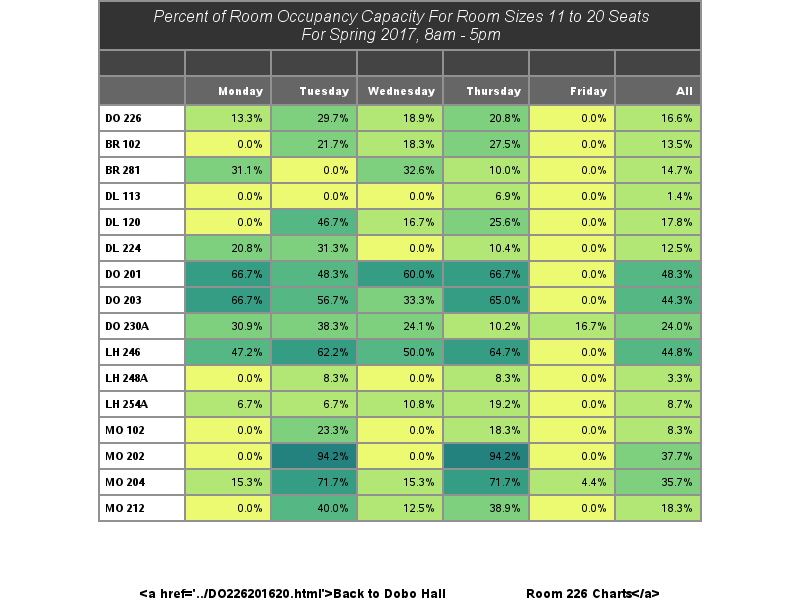 Percent of Room Occupancy Capacity For Room Sizes 11 to 20 Seats
For Spring 2017, 8am - 5pm
Monday Tuesday Wednesday Thursday Friday All
DO 226 13.3% 29.7% 18.9% 20.8% 0.0% 16.6%
BR 102 0.0% 21.7% 18.3% 27.5% 0.0% 13.5%
BR 281 31.1% 0.0% 32.6% 10.0% 0.0% 14.7%
DL 113 0.0% 0.0% 0.0% 6.9% 0.0% 1.4%
DL 120 0.0% 46.7% 16.7% 25.6% 0.0% 17.8%
DL 224 20.8% 31.3% 0.0% 10.4% 0.0% 12.5%
DO 201 66.7% 48.3% 60.0% 66.7% 0.0% 48.3%
DO 203 66.7% 56.7% 33.3% 65.0% 0.0% 44.3%
DO 230A 30.9% 38.3% 24.1% 10.2% 16.7% 24.0%
LH 246 47.2% 62.2% 50.0% 64.7% 0.0% 44.8%
LH 248A 0.0% 8.3% 0.0% 8.3% 0.0% 3.3%
LH 254A 6.7% 6.7% 10.8% 19.2% 0.0% 8.7%
MO 102 0.0% 23.3% 0.0% 18.3% 0.0% 8.3%
MO 202 0.0% 94.2% 0.0% 94.2% 0.0% 37.7%
MO 204 15.3% 71.7% 15.3% 71.7% 4.4% 35.7%
MO 212 0.0% 40.0% 12.5% 38.9% 0.0% 18.3%
<a href='../DO226201620.html'>Back to Dobo Hall Room 226 Charts</a>